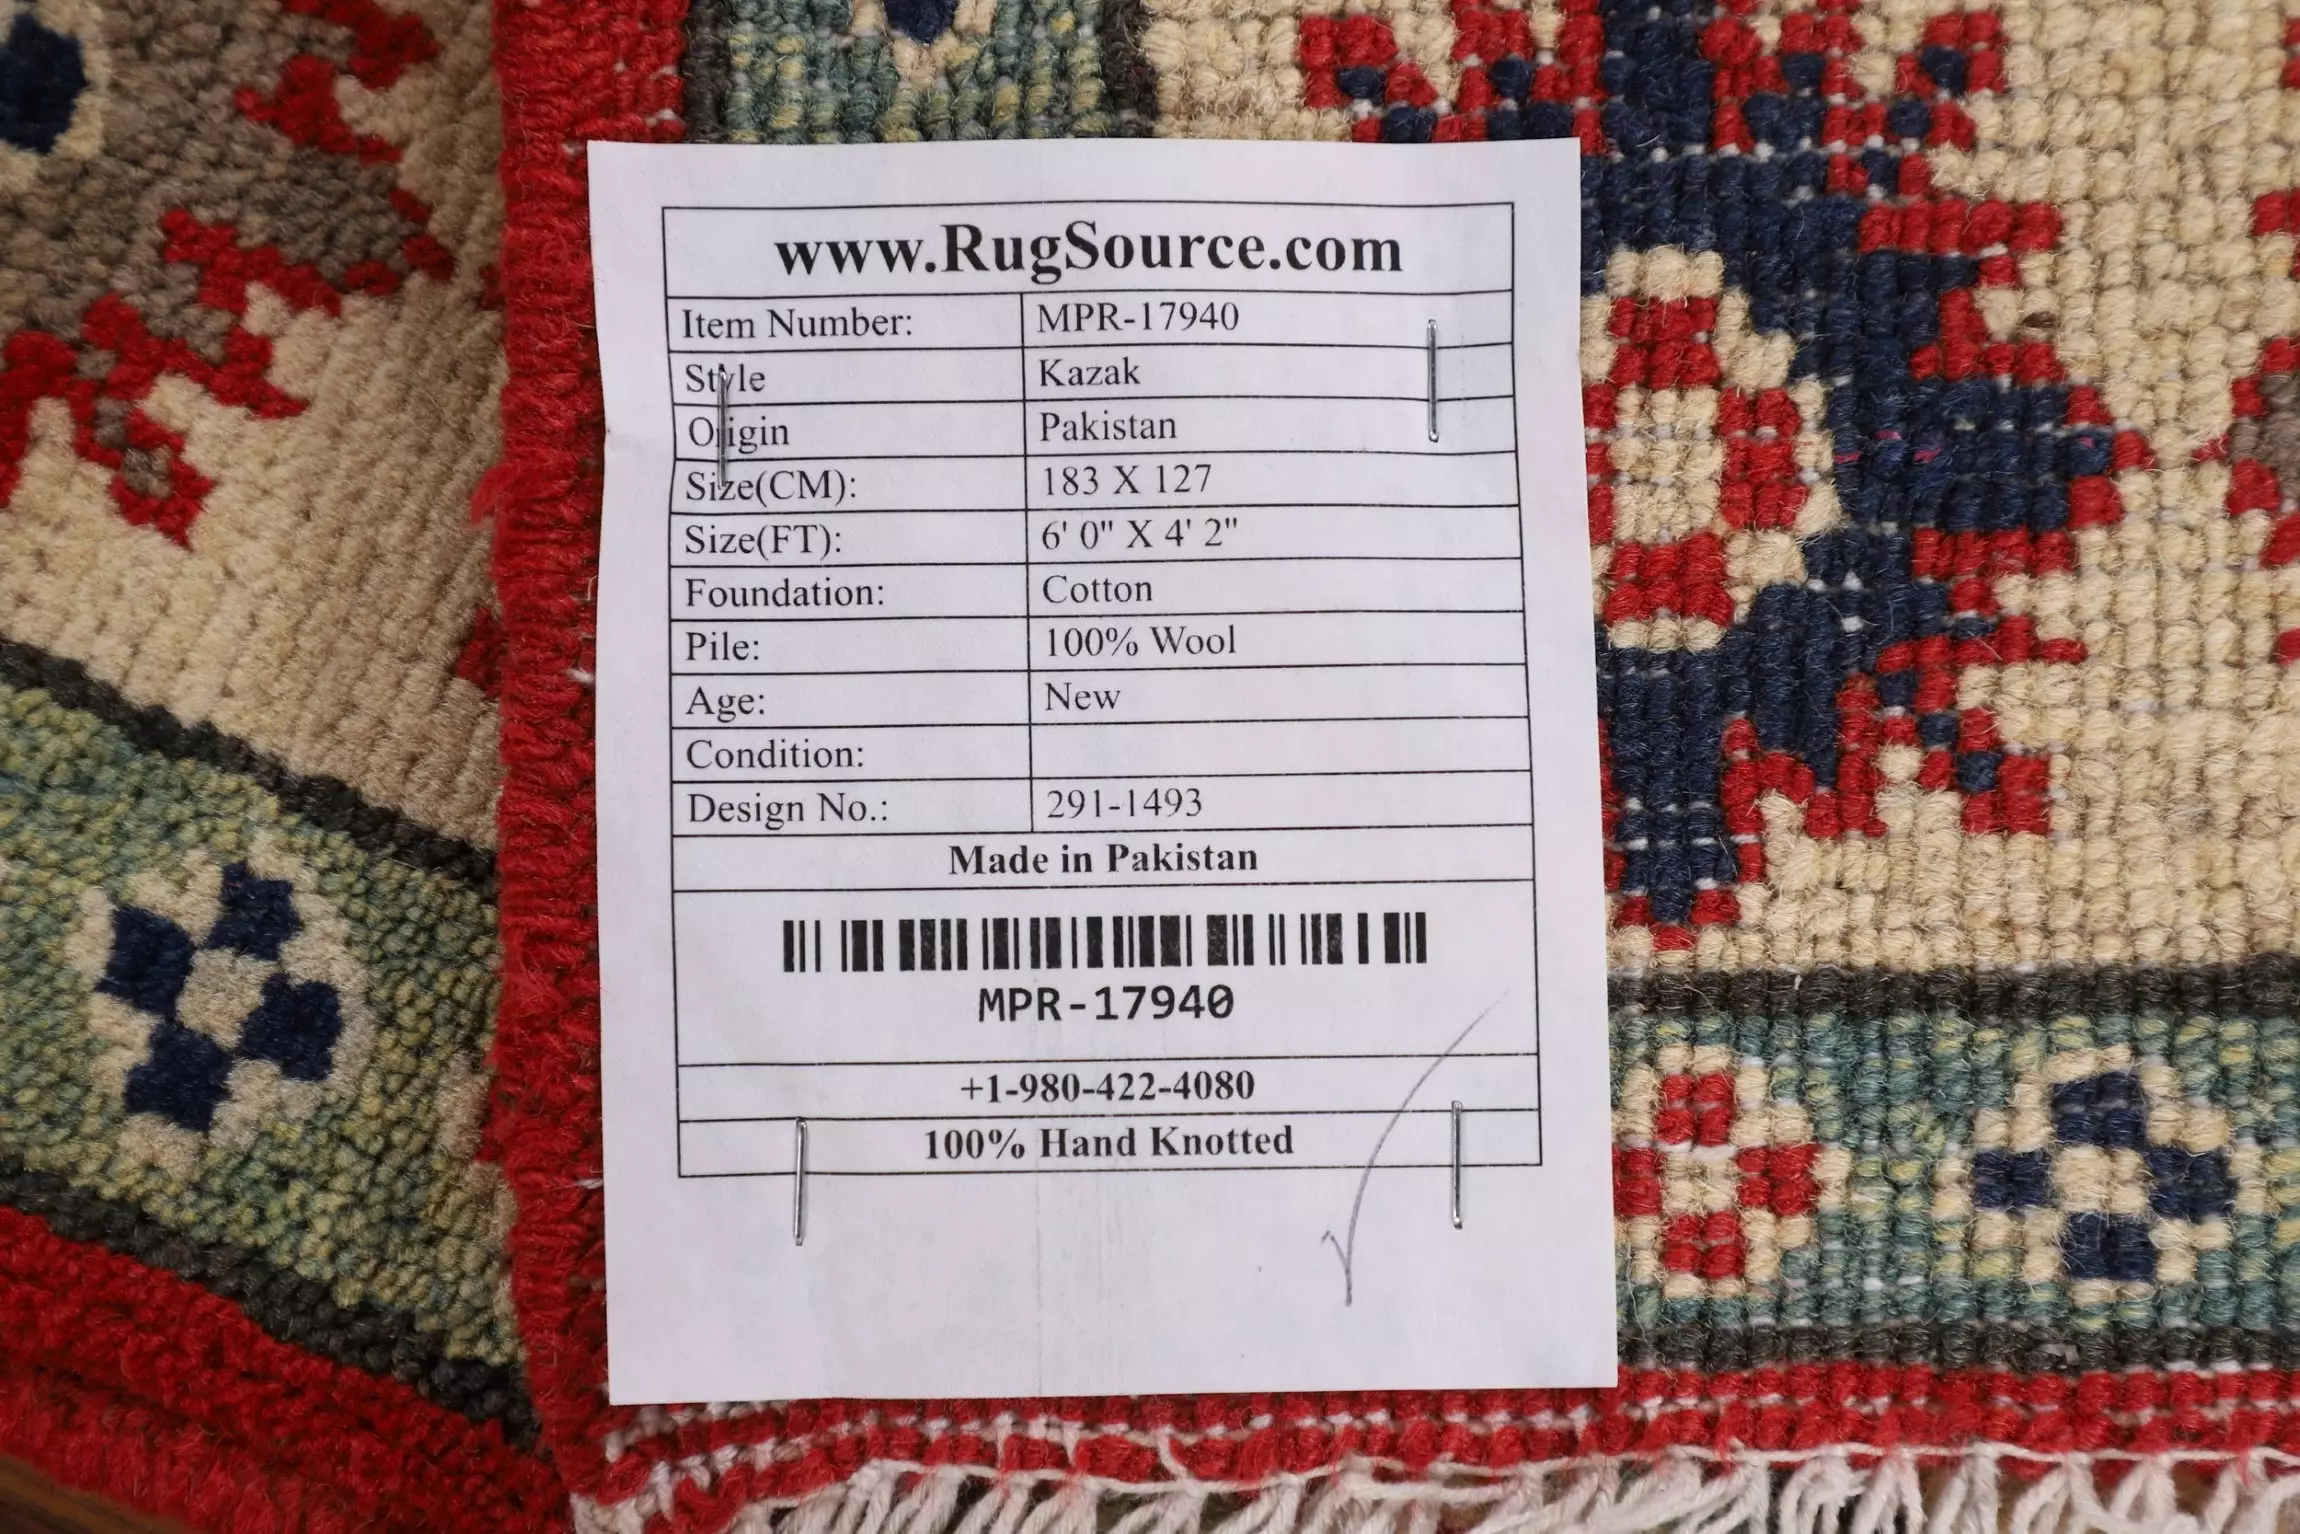 www.RugSource.com
Item Number: MPR-17940
Style Kazak
Origin Pakistan
Size(CM): 183 X 127
Size(FT): 6' 0" X 4' 2"
Foundation: Cotton
Pile: 100% Wool
Age: New
Condition:
Design No.: 291-1493
Made in Pakistan
MPR-17940
+1-980-422-4080
100% Hand Knotted